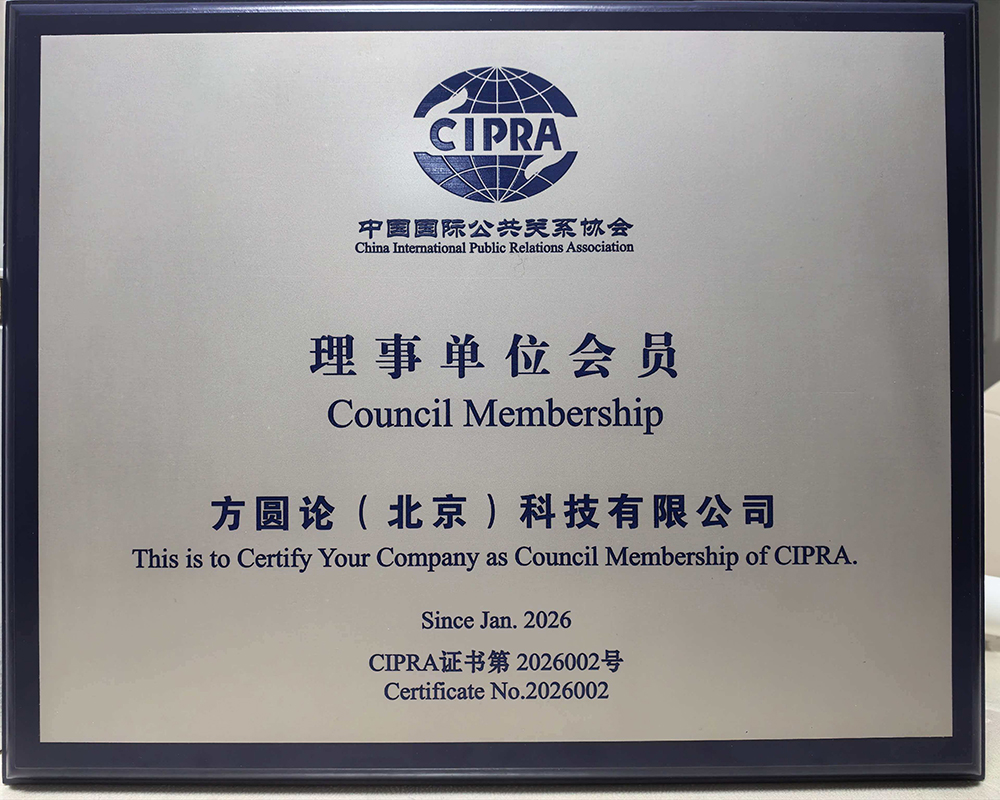 CIPRA
中国国际公共关系协会
China International Public Relations Association
理事单位会员
Council Membership
方圆论（北京）科技有限公司
This is to Certify Your Company as Council Membership of CIPRA.
Since Jan. 2026
CIPRA证书第 2026002号
Certificate No.2026002